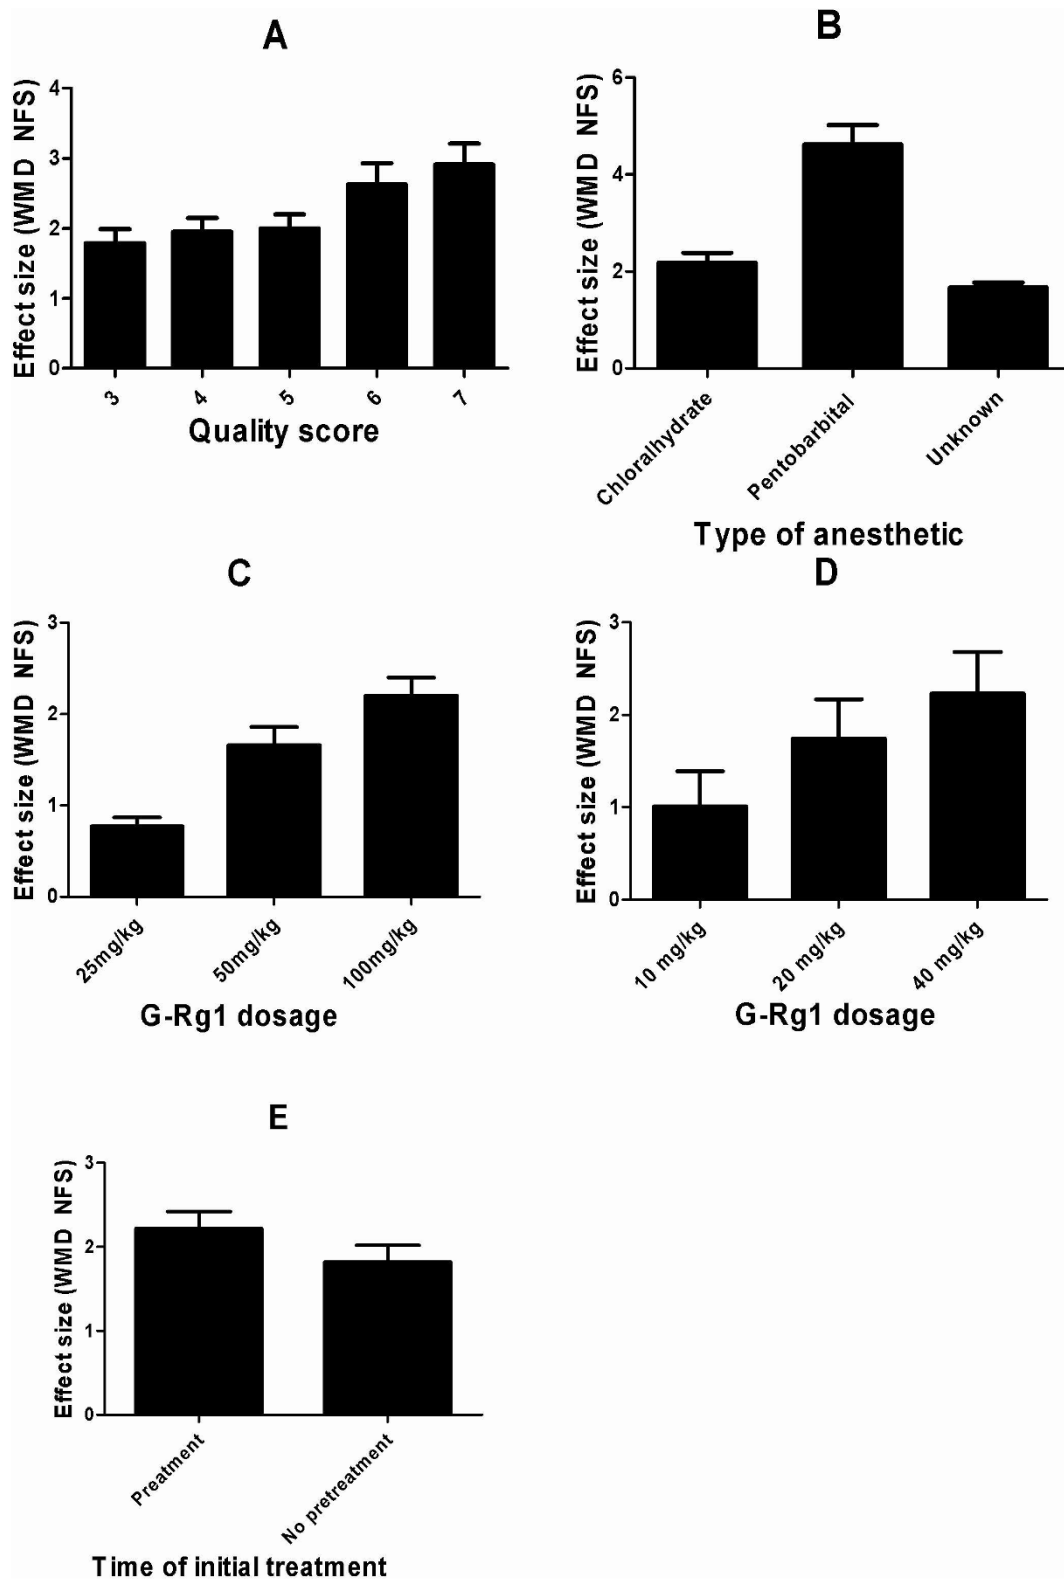 A
Effect size (WMD NFS)
4
3
2
1
0
3
4
5
6
7
Quality score
B
Effect size (WMD NFS)
6
4
2
0
Chloralhydrate
Pentobarbital
Unknown
Type of anesthetic
C
Effect size (WMD NFS)
3
2
1
0
25mg/kg
50mg/kg
100mg/kg
G-Rg1 dosage
D
Effect size (WMD NFS)
3
2
1
0
10 mg/kg
20 mg/kg
40 mg/kg
G-Rg1 dosage
E
Effect size (WMD NFS)
3
2
1
0
Preatment
No pretreatment
Time of initial treatment